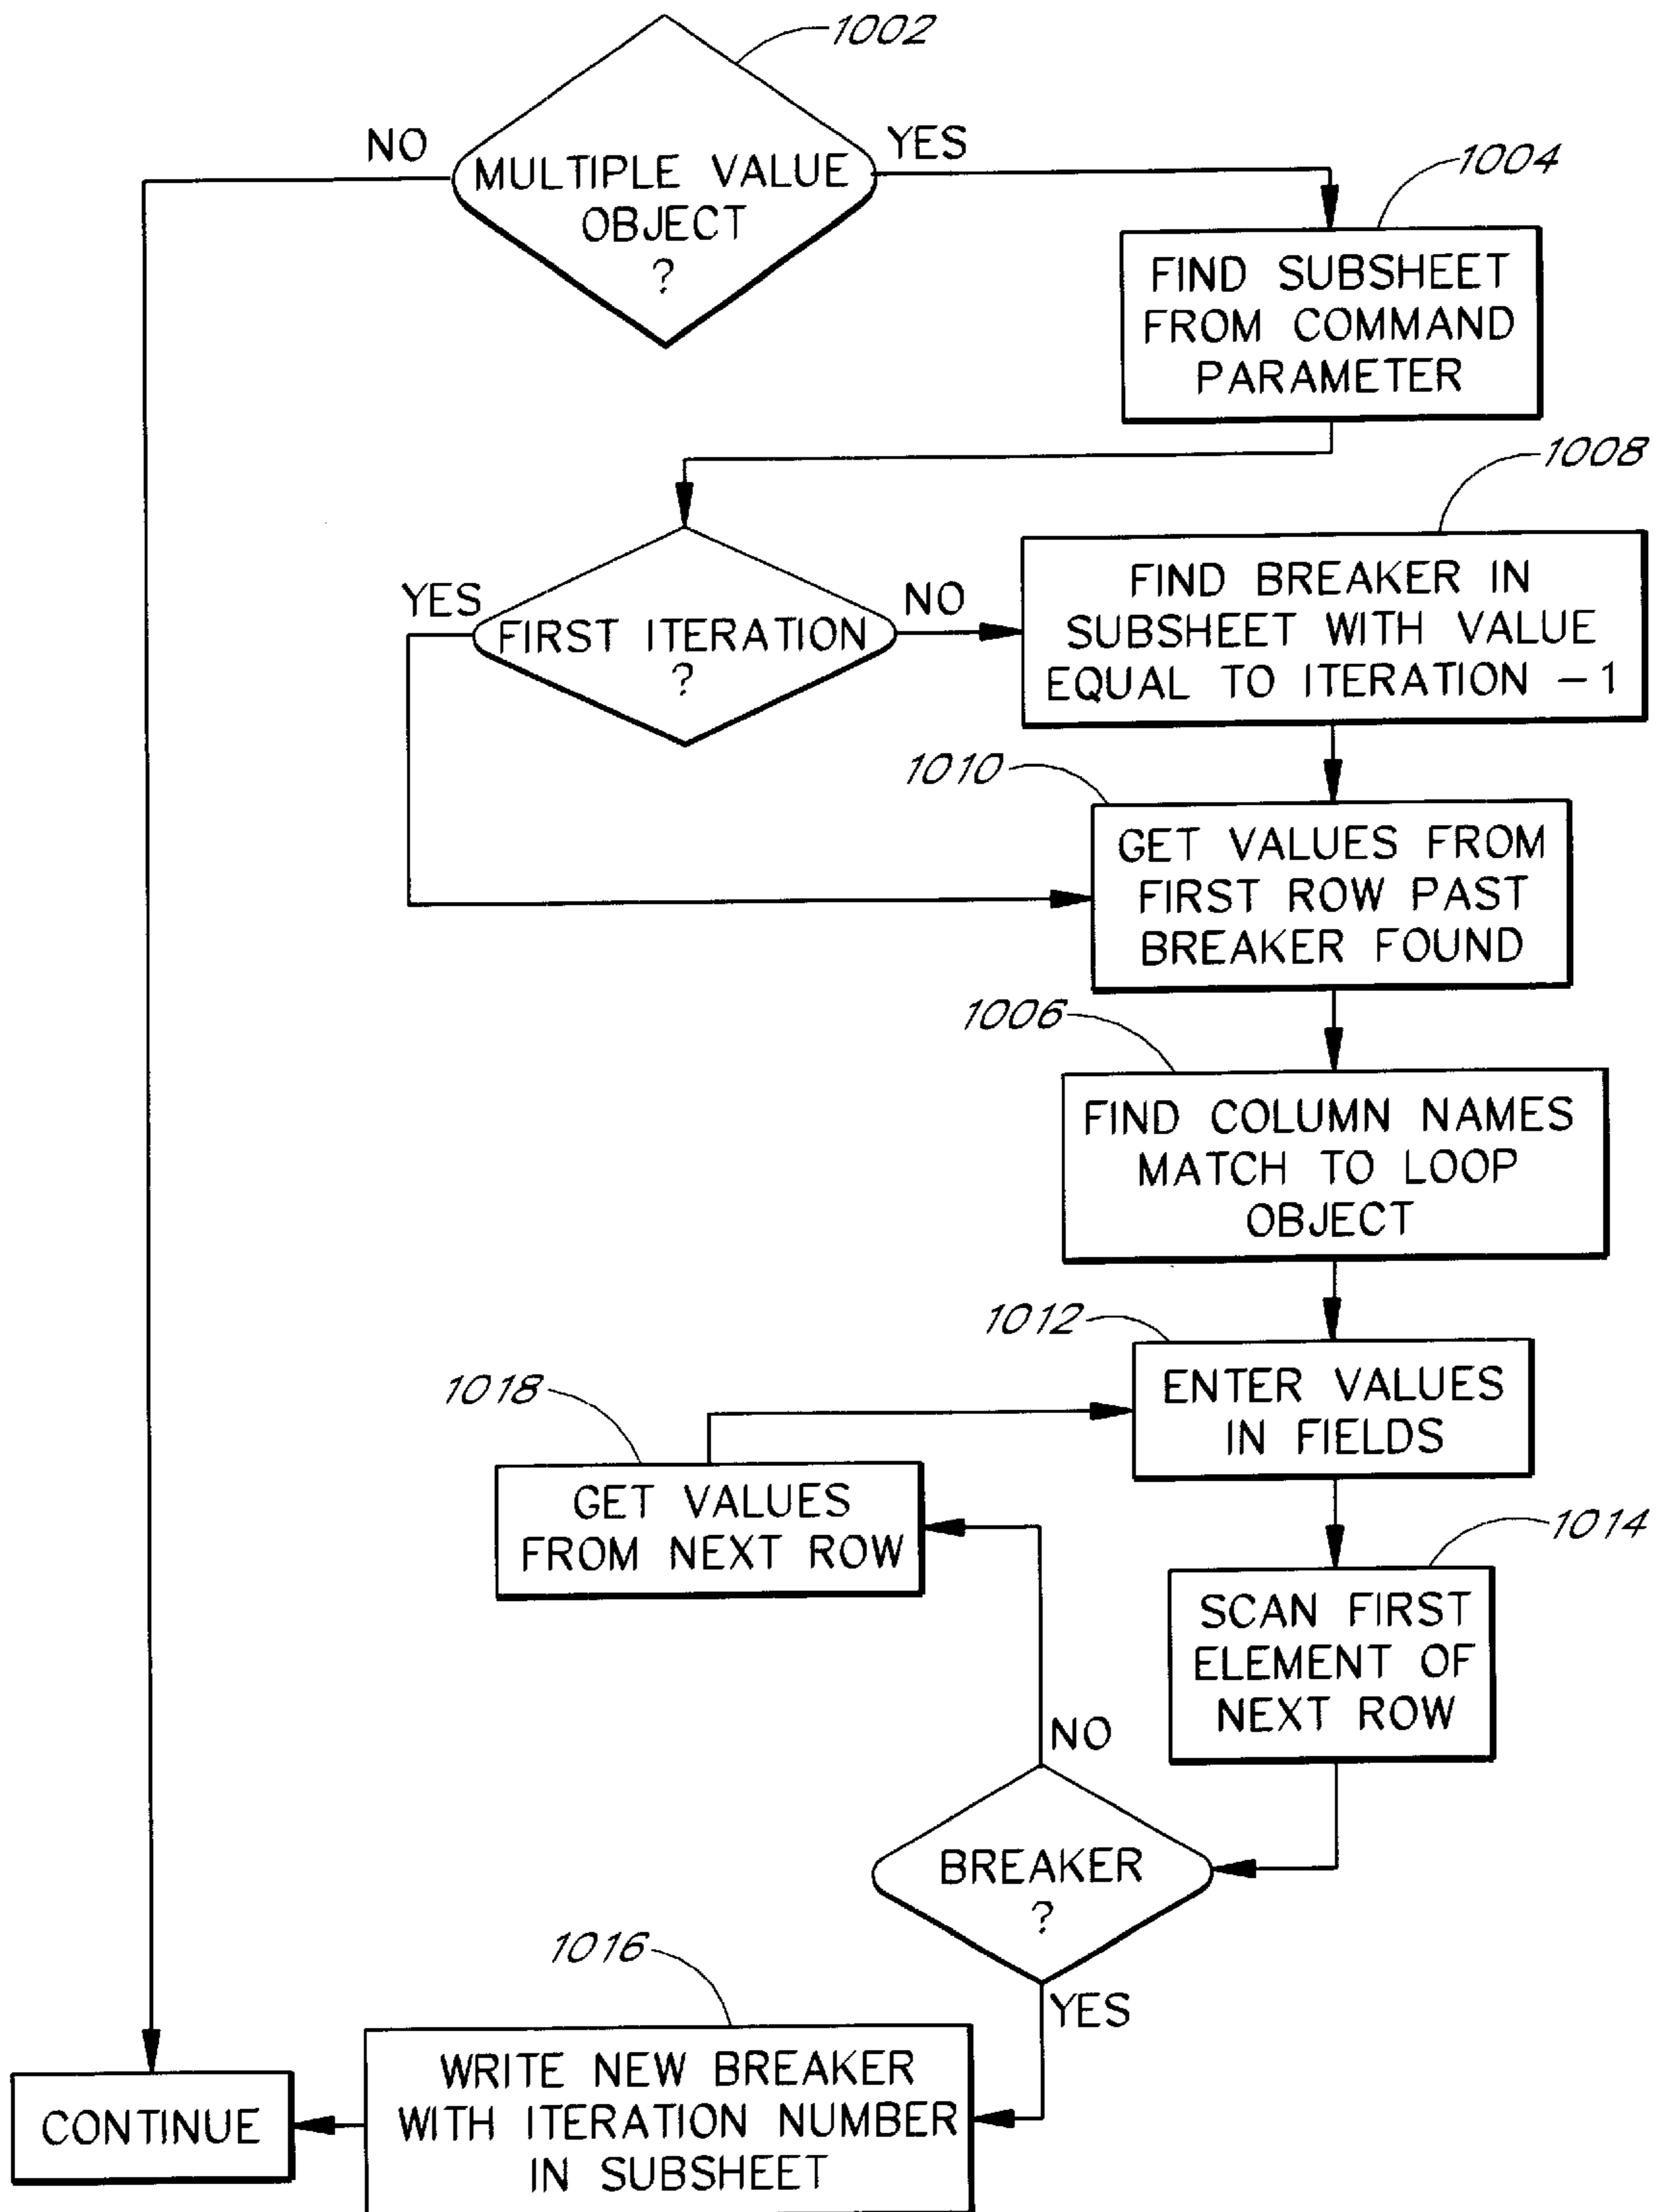 1002
NO
YES
MULTIPLE VALUE
OBJECT
?
1004
FIND SUBSHEET
FROM COMMAND
PARAMETER
1008
YES
NO
FIRST ITERATION
?
FIND BREAKER IN
SUBSHEET WITH VALUE
EQUAL TO ITERATION -1
1010
GET VALUES FROM
FIRST ROW PAST
BREAKER FOUND
1006
FIND COLUMN NAMES
MATCH TO LOOP
OBJECT
1012
ENTER VALUES
IN FIELDS
1018
GET VALUES
FROM NEXT ROW
1014
SCAN FIRST
ELEMENT OF
NEXT ROW
NO
BREAKER
?
YES
1016
WRITE NEW BREAKER
WITH ITERATION NUMBER
IN SUBSHEET
CONTINUE